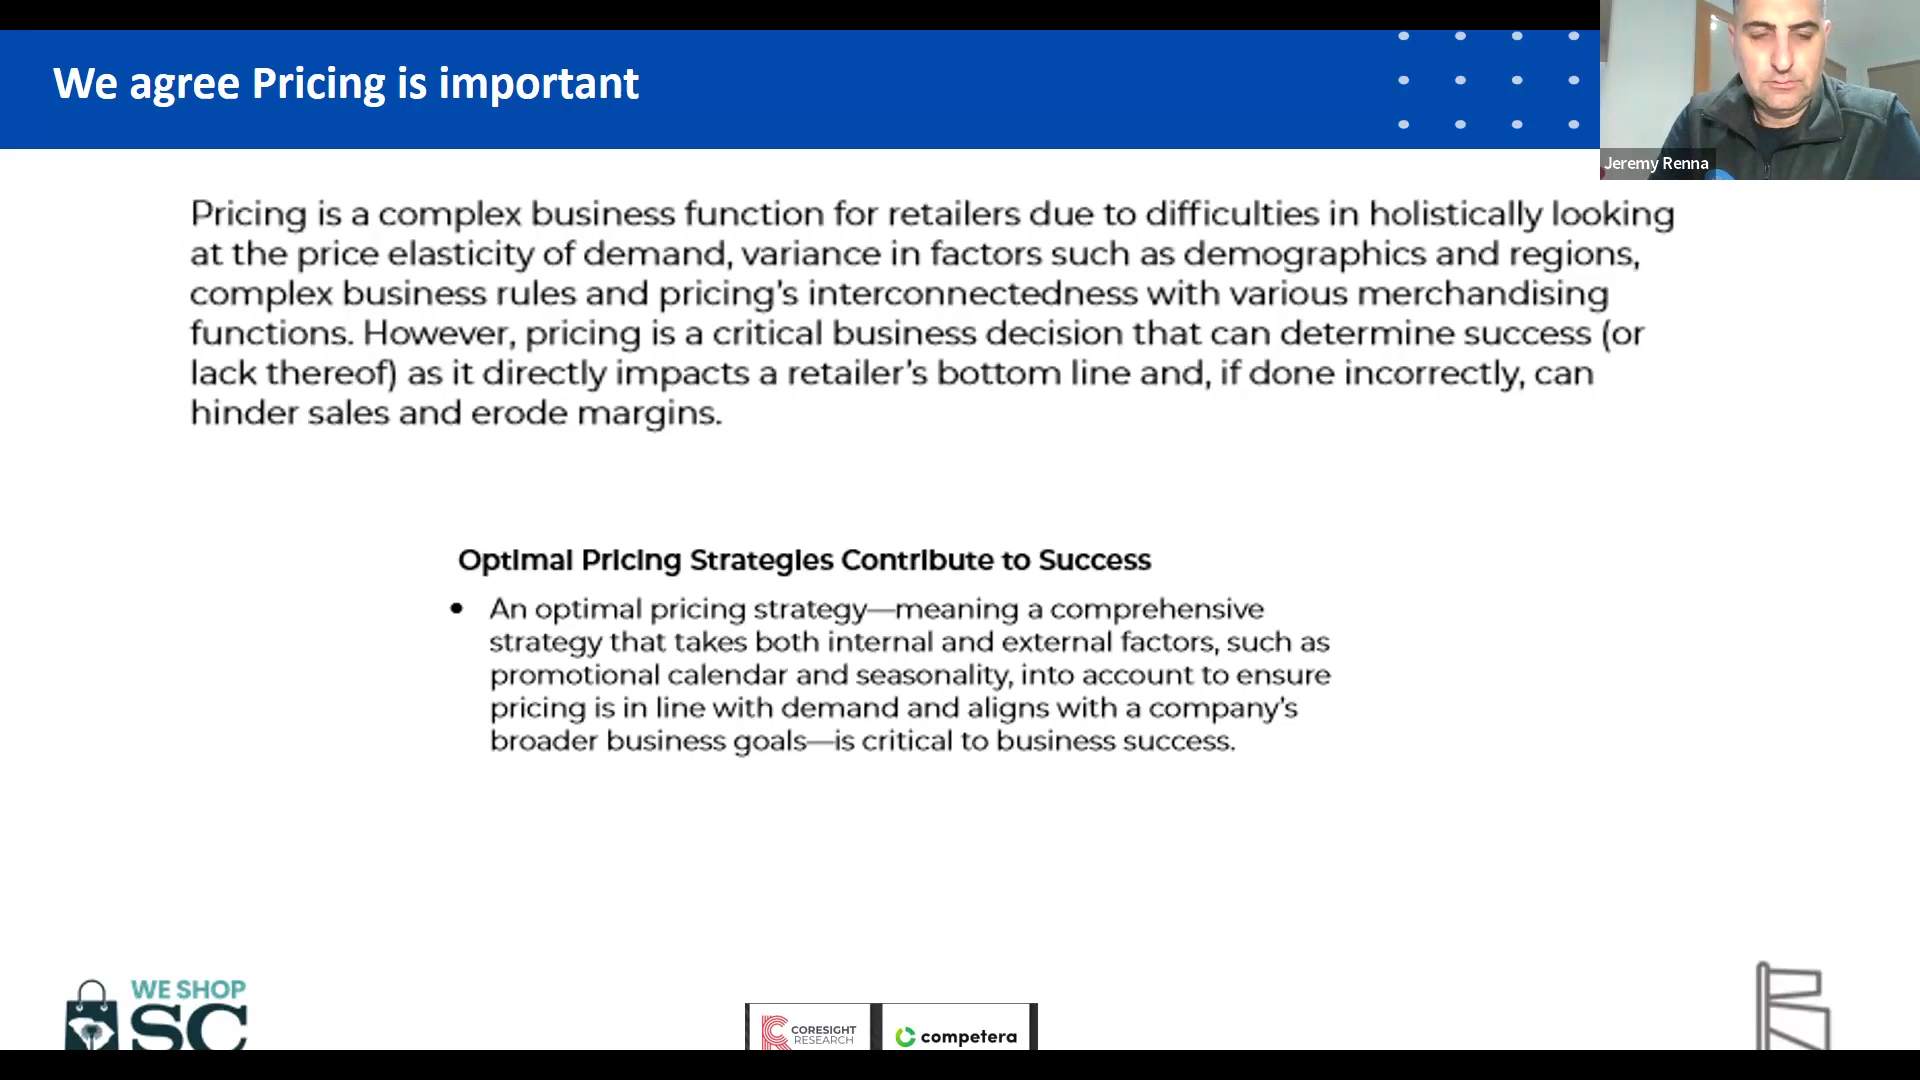 We agree Pricing is important
Jeremy Renna
Pricing is a complex business function for retailers due to difficulties in holistically looking
at the price elasticity of demand, variance in factors such as demographics and regions,
complex business rules and pricing's interconnectedness with various merchandising
functions. However, pricing is a critical business decision that can determine success (or
lack thereof) as it directly impacts a retailer's bottom line and, if done incorrectly, can
hinder sales and erode margins.
Optimal Pricing Strategies Contribute to Success
• An optimal pricing strategy—meaning a comprehensive
strategy that takes both internal and external factors, such as
promotional calendar and seasonality, into account to ensure
pricing is in line with demand and aligns with a company's
broader business goals—is critical to business success.
WE SHOP
SC
CORESIGHT
RESEARCH
competera